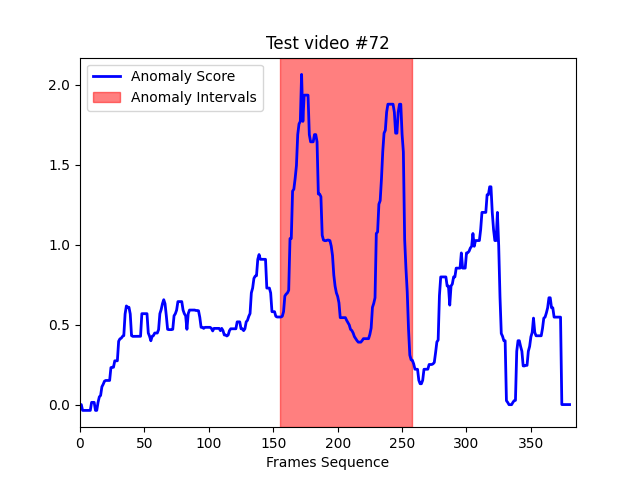 Test video #72
Anomaly Score
Anomaly Intervals
2.0
1.5
1.0
0.5
0.0
0 50 100 150 200 250 300 350
Frames Sequence